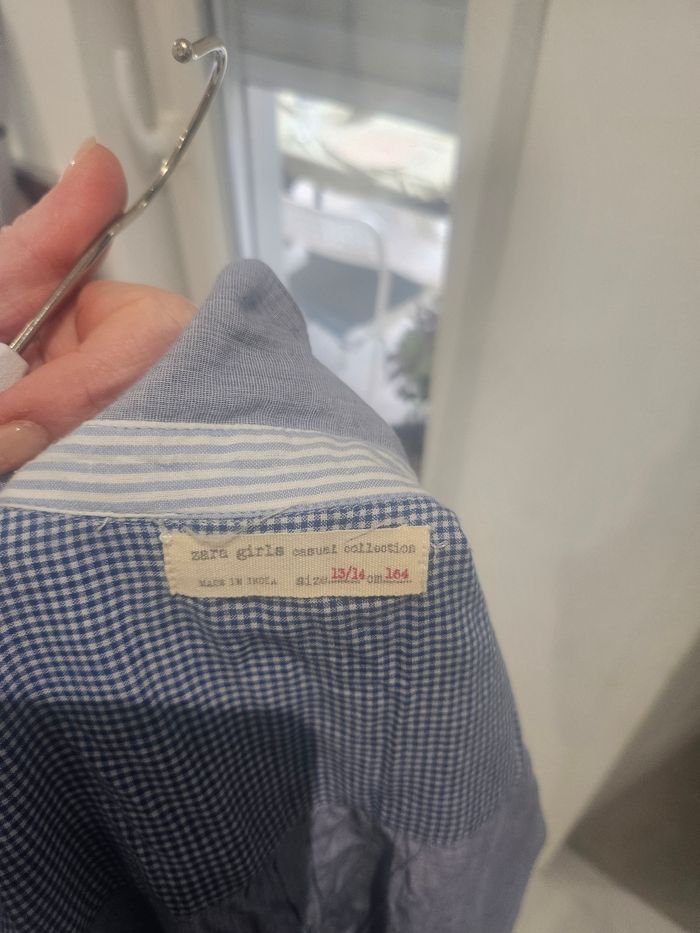 zara girls casual collection
MADE IN INDIA size 13/14 cm 164